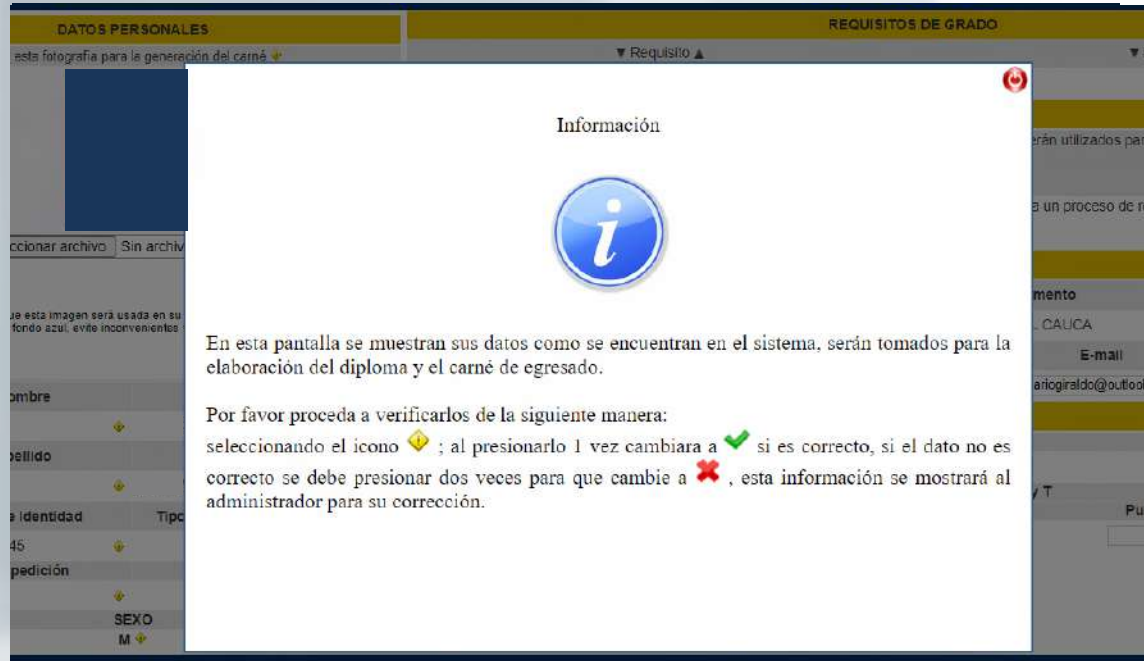 DATOS PERSONALES
REQUISITOS DE GRADO
esta fotografía para la generación del carné
▼ Requisito ▲
▼
Información
erán utilizados par
a un proceso de r
ccionar archivo Sin archiv
ue esta imagen será usada en su
fondo azul, evite inconvenientes
mento
. CAUCA
E-mail
ariogiraldo@outloo
En esta pantalla se muestran sus datos como se encuentran en el sistema, serán tomados para la
elaboración del diploma y el carné de egresado.
Por favor proceda a verificarlos de la siguiente manera:
seleccionando el icono ; al presionarlo 1 vez cambiara a si es correcto, si el dato no es
correcto se debe presionar dos veces para que cambie a , esta información se mostrará al
administrador para su corrección.
ombre
pellido
e Identidad Tipo
45
pedición
SEXO
M
y T
Pu